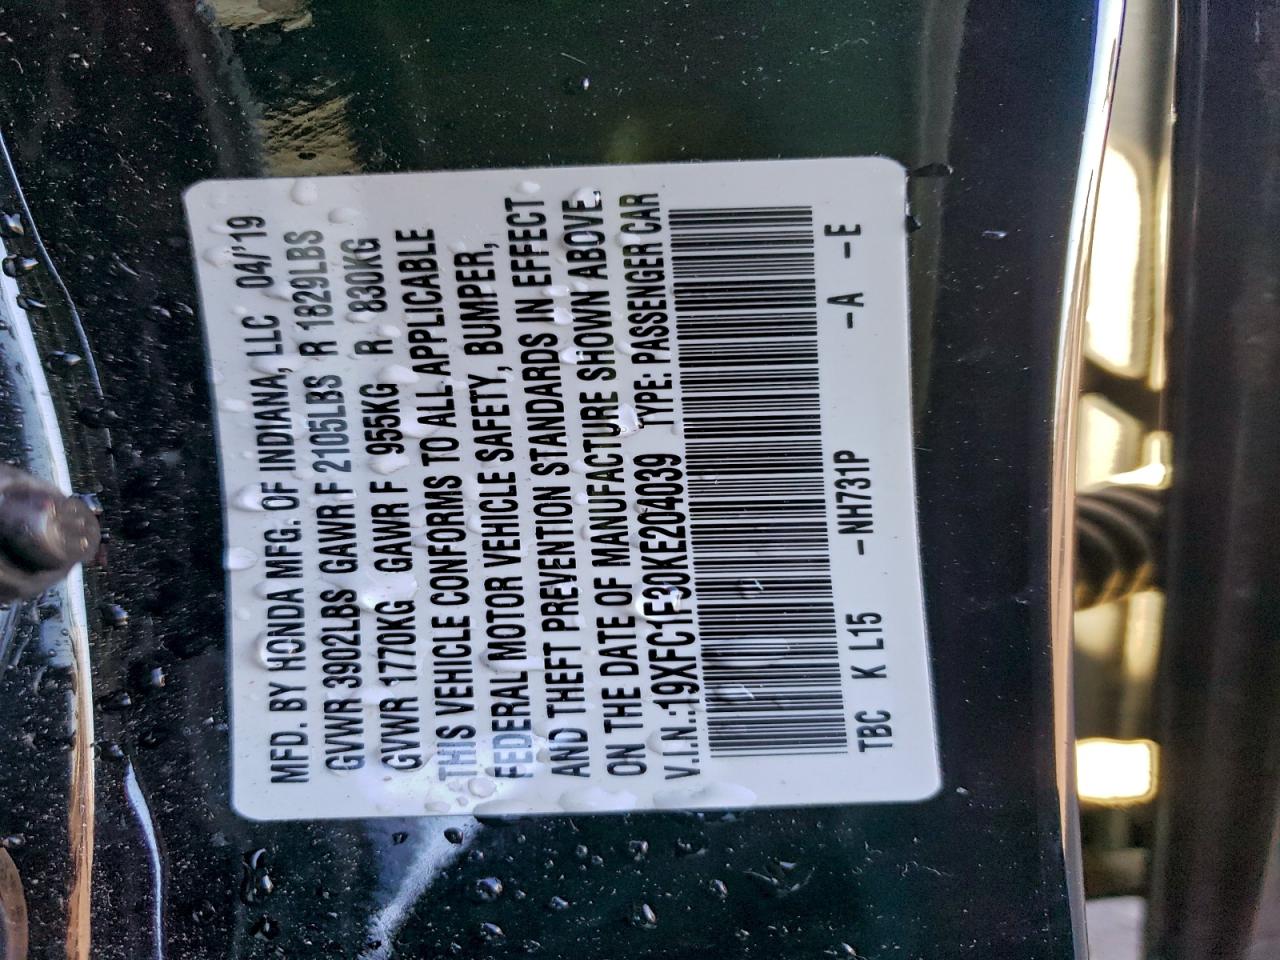 MFD. BY HONDA MFG. OF INDIANA, LLC 04/'19
GVWR 3902LBS GAWR F 2105LBS R 1829LBS
GVWR 1770KG GAWR F 955KG R 830KG
THIS VEHICLE CONFORMS TO ALL APPLICABLE
FEDERAL MOTOR VEHICLE SAFETY, BUMPER,
AND THEFT PREVENTION STANDARDS IN EFFECT
ON THE DATE OF MANUFACTURE SHOWN ABOVE.
V.I.N.:19XFC1F30KE204039 TYPE: PASSENGER CAR
TBC K L15 -NH731P -A -E